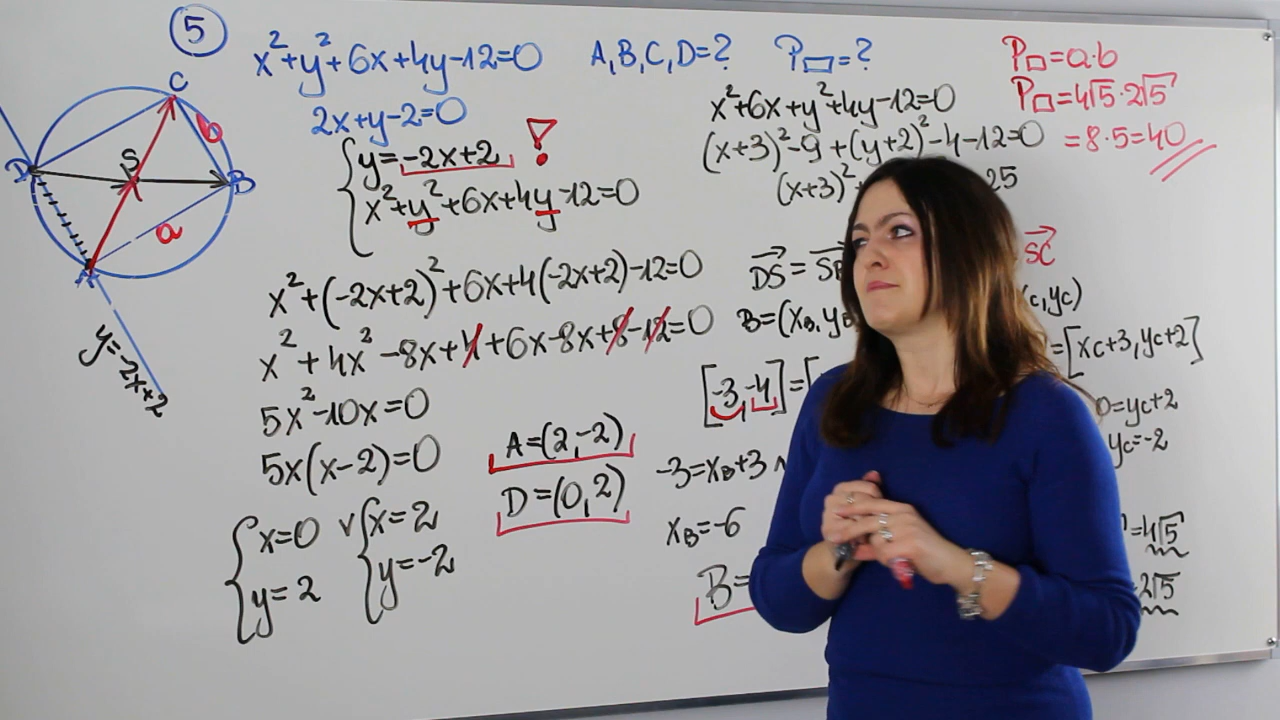 5
x²+y²+6x+4y-12=0 A,B,C,D=? P▭=?
2x+y-2=0
{y=-2x+2 !
x²+y²+6x+4y-12=0
x²+(-2x+2)²+6x+4(-2x+2)-12=0
x²+4x²-8x+4+6x-8x+8-12=0
5x²-10x=0
5x(x-2)=0
{x=0 v {x=2
y=2 y=-2
A=(2,-2)
D=(0,2)
C
b
D
S
B
a
A
y=-2x+2
x²+6x+y²+4y-12=0
(x+3)²-9+(y+2)²-4-12=0
(x+3)²+ 25
DS=
SC
B=(xB,yB
C,yC)
[-3,-4]=[
=[xC+3,yC+2]
-3=xB+3
0=yC+2
xB=-6
yC=-2
B=
=4√5
2√5
P▭=a·b
P▭=4√5·2√5
=8·5=40